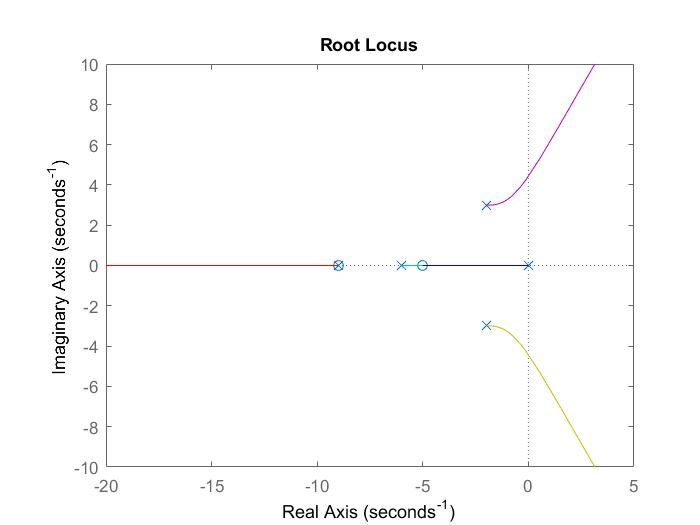 Root Locus
10
8
6
4
2
0
-2
-4
-6
-8
-10
Imaginary Axis (seconds⁻¹)
-20 -15 -10 -5 0 5
Real Axis (seconds⁻¹)